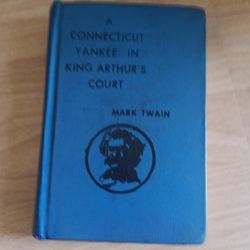 A
CONNECTICUT
YANKEE IN
KING ARTHUR'S
COURT
MARK TWAIN